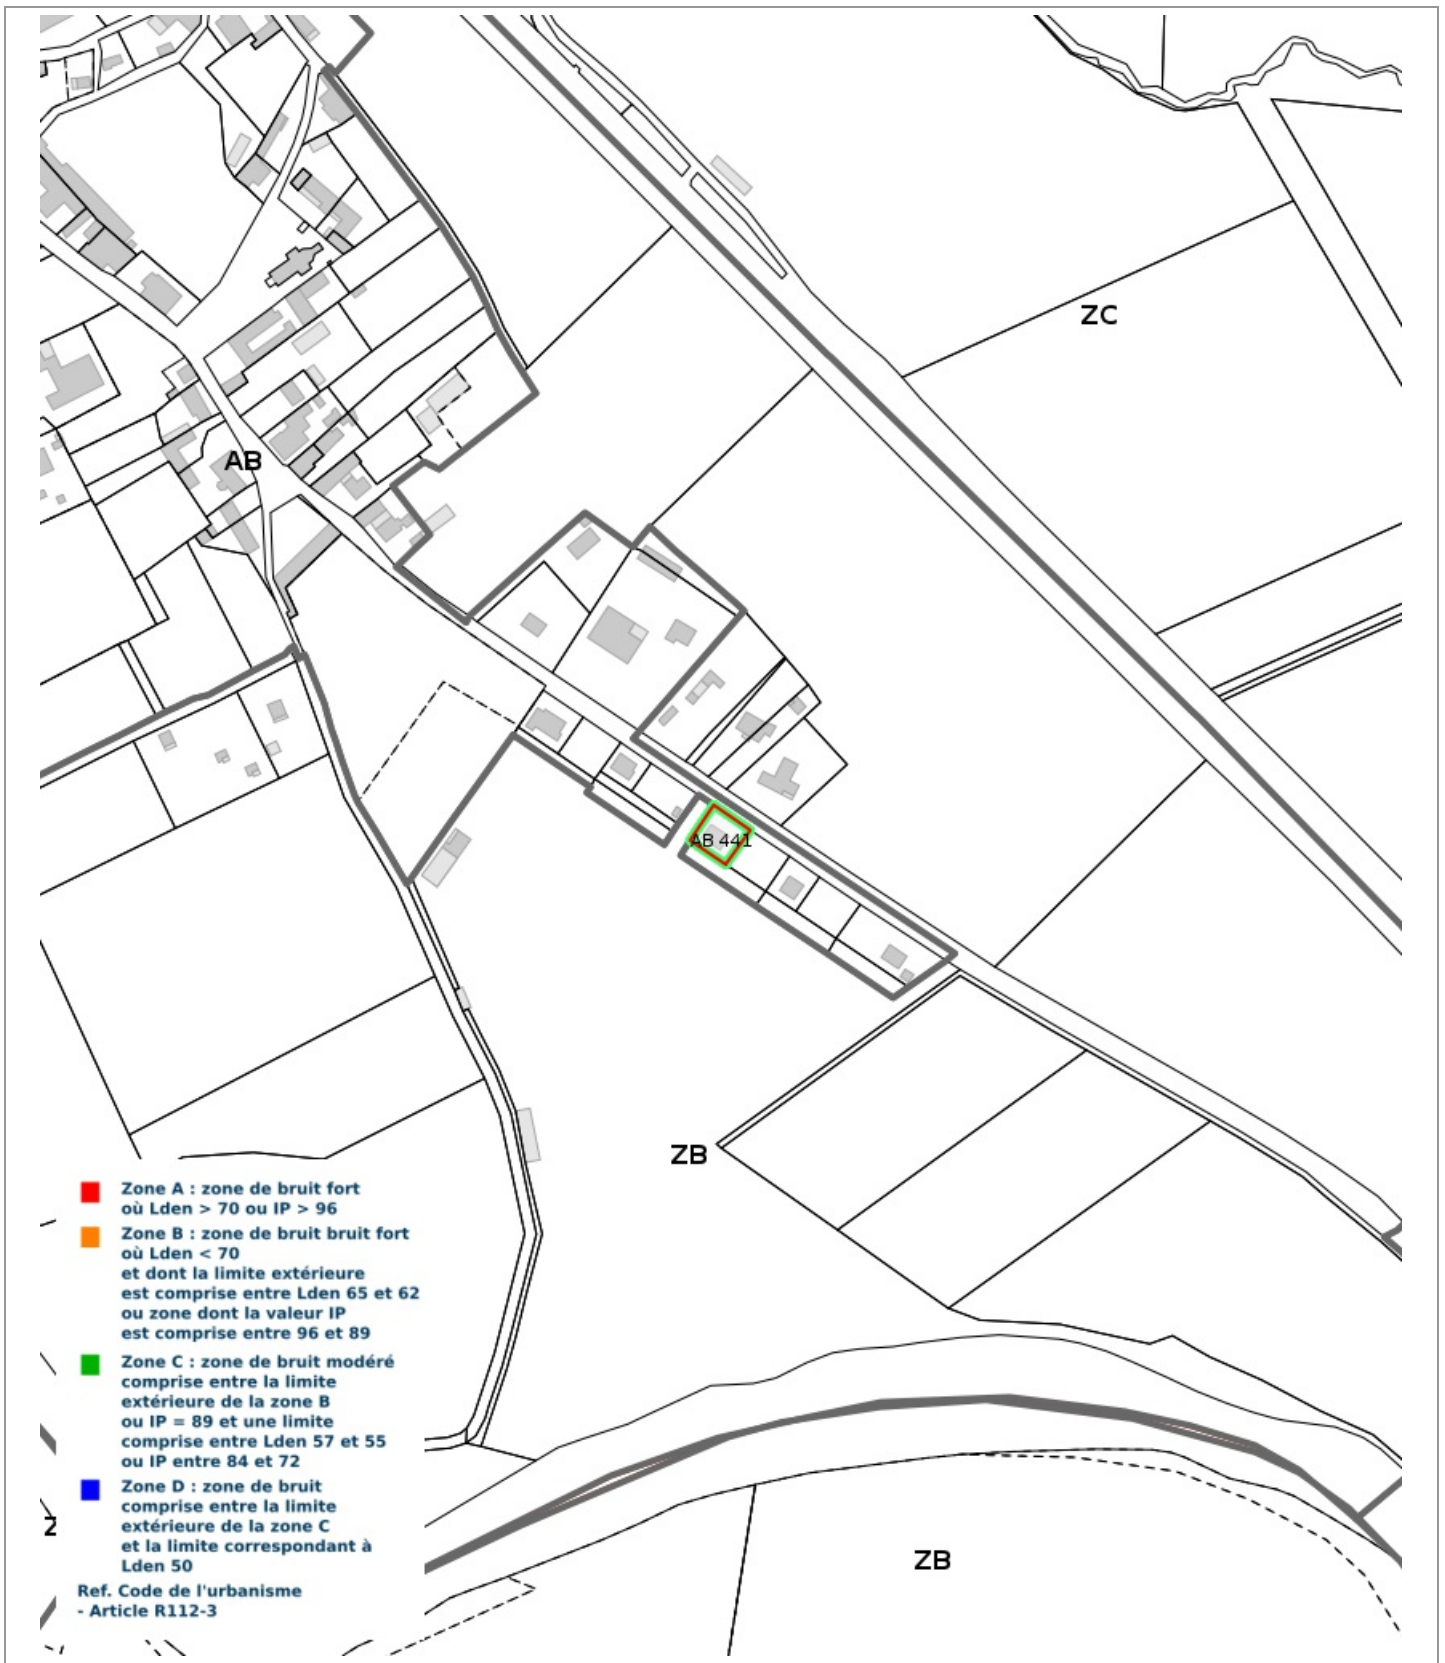 ZC
AB
AB 441
ZB
Zone A : zone de bruit fort
où Lden > 70 ou IP > 96
Zone B : zone de bruit bruit fort
où Lden < 70
et dont la limite extérieure
est comprise entre Lden 65 et 62
ou zone dont la valeur IP
est comprise entre 96 et 89
Zone C : zone de bruit modéré
comprise entre la limite
extérieure de la zone B
ou IP = 89 et une limite
comprise entre Lden 57 et 55
ou IP entre 84 et 72
Zone D : zone de bruit
comprise entre la limite
extérieure de la zone C
et la limite correspondant à
Lden 50
Z
ZB
Ref. Code de l'urbanisme
- Article R112-3